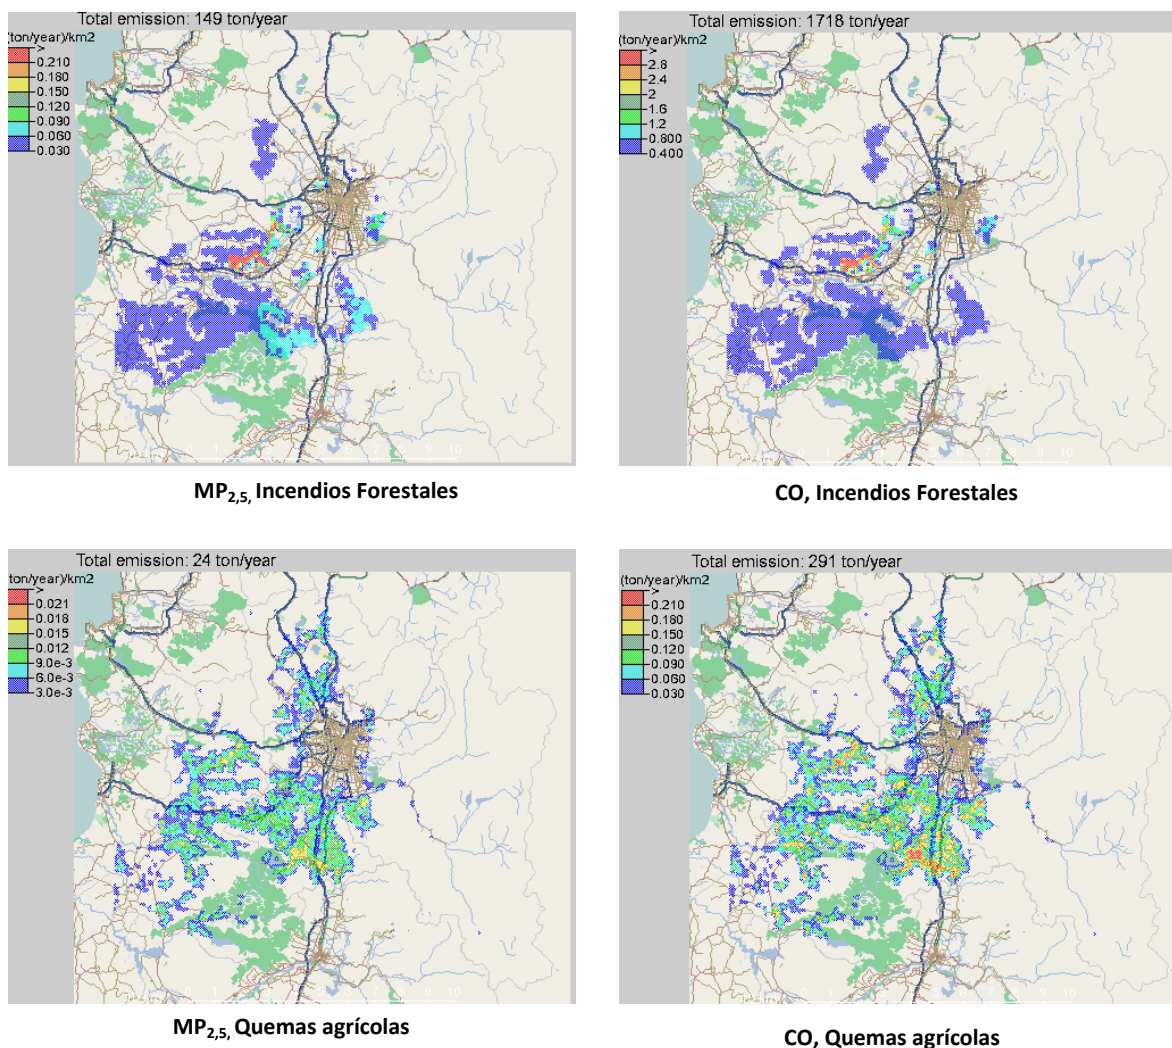 Total emission: 149 ton/year
(ton/year)/km2
>
0.210
0.180
0.150
0.120
0.090
0.060
0.030
MP2,5, Incendios Forestales
Total emission: 1718 ton/year
(ton/year)/km2
>
2.8
2.4
2
1.6
1.2
0.800
0.400
CO, Incendios Forestales
Total emission: 24 ton/year
ton/year)/km2
>
0.021
0.018
0.015
0.012
9.0e-3
6.0e-3
3.0e-3
MP2,5, Quemas agrícolas
Total emission: 291 ton/year
(ton/year)/km2
>
0.210
0.180
0.150
0.120
0.090
0.060
0.030
CO, Quemas agrícolas